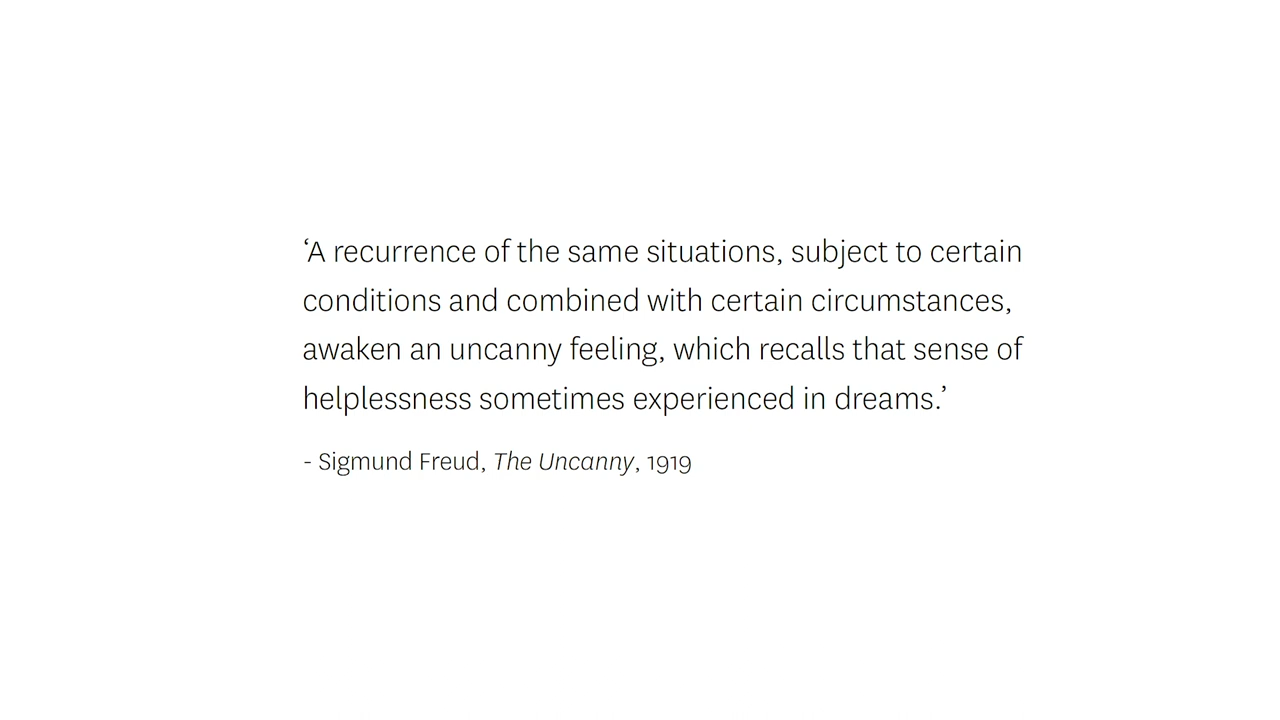 ‘A recurrence of the same situations, subject to certain
conditions and combined with certain circumstances,
awaken an uncanny feeling, which recalls that sense of
helplessness sometimes experienced in dreams.’
- Sigmund Freud, The Uncanny, 1919